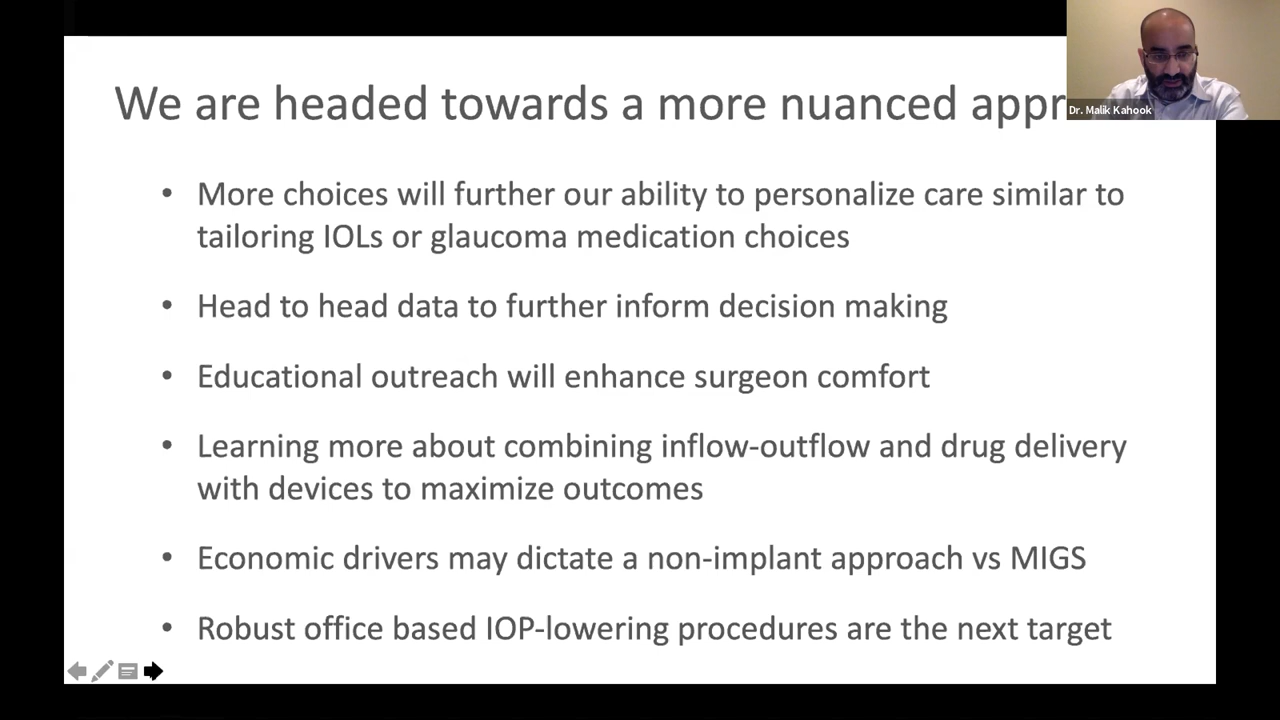 We are headed towards a more nuanced appr
Dr. Malik Kahook
• More choices will further our ability to personalize care similar to
tailoring IOLs or glaucoma medication choices
• Head to head data to further inform decision making
• Educational outreach will enhance surgeon comfort
• Learning more about combining inflow-outflow and drug delivery
with devices to maximize outcomes
• Economic drivers may dictate a non-implant approach vs MIGS
• Robust office based IOP-lowering procedures are the next target